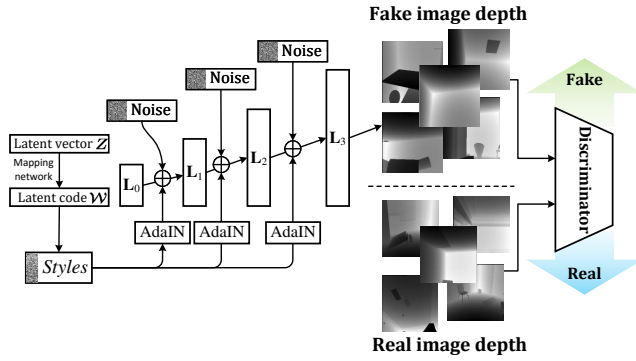 Fake image depth
Noise
Noise
Noise
Fake
Latent vector Z
Mapping
network
Latent code W
L0
L1
L2
L3
Discriminator
AdaIN
AdaIN
AdaIN
Styles
Real
Real image depth